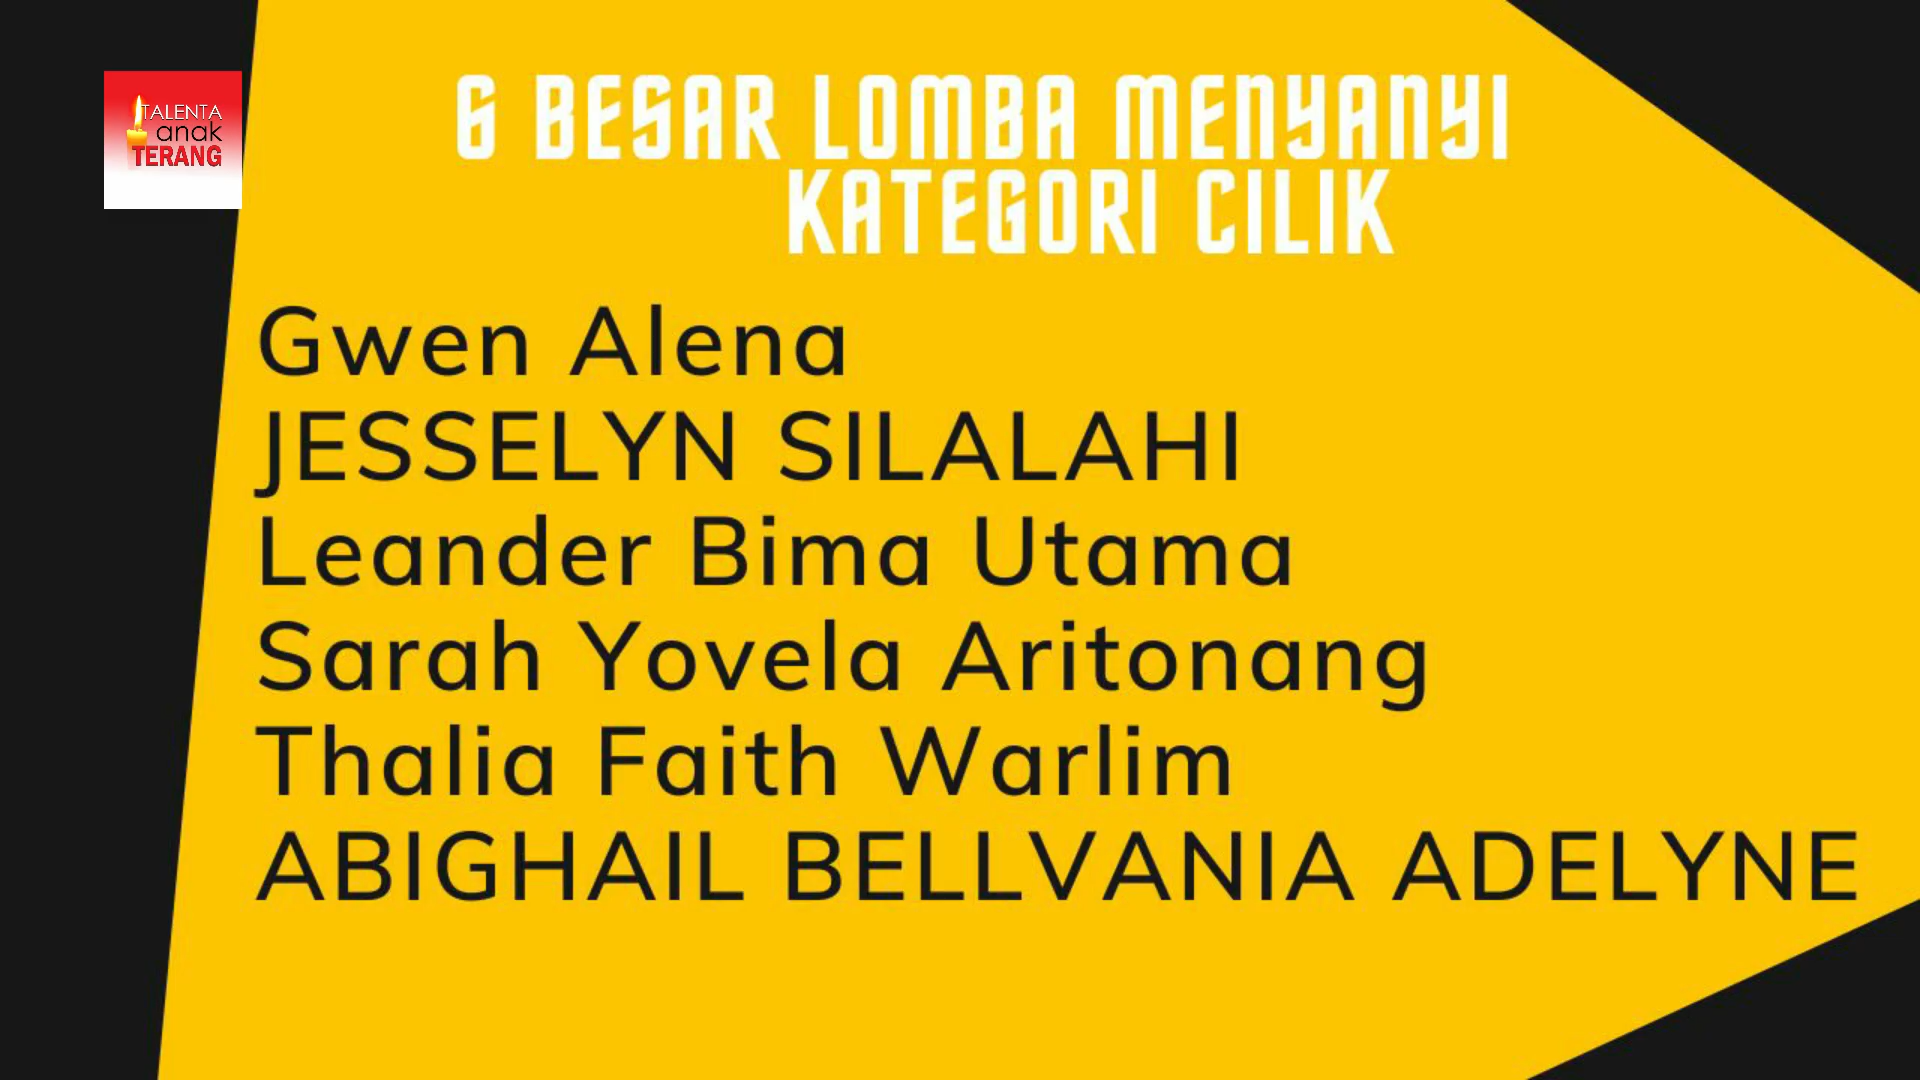 TALENTA
anak
TERANG
6 BESAR LOMBA MENYANYI
KATEGORI CILIK
Gwen Alena
JESSELYN SILALAHI
Leander Bima Utama
Sarah Yovela Aritonang
Thalia Faith Warlim
ABIGHAIL BELLVANIA ADELYNE